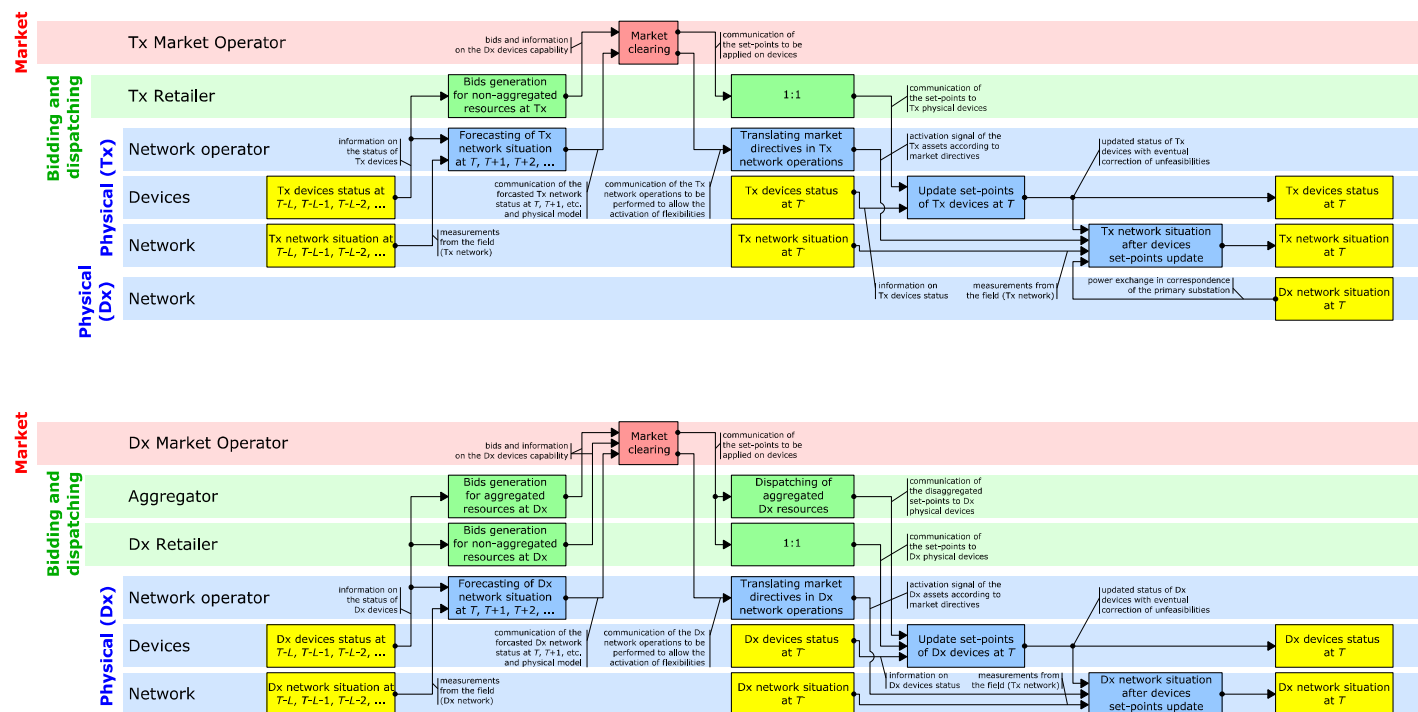 Market
Tx Market Operator
bids and information
on the Dx devices capability
Market
clearing
communication of
the set-points to be
applied on devices
Bidding and
dispatching
Tx Retailer
Bids generation
for non-aggregated
resources at Tx
1:1
communication of
the set-points to
Tx physical devices
Physical (Tx)
Network operator
information on
the status of
Tx devices
Forecasting of Tx
network situation
at T, T+1, T+2, ...
Translating market
directives in Tx
network operations
activation signal of the
Tx assets according to
market directives
updated status of Tx
devices with eventual
correction of unfeasibilities
Devices
Tx devices status at
T-L, T-L-1, T-L-2, ...
communication of the
forcasted Tx network
status at T, T+1, etc.
and physical model
communication of the Tx
network operations to be
performed to allow the
activation of flexibilities
Tx devices status
at T
Update set-points
of Tx devices at T
Tx devices status
at T
Network
Tx network situation at
T-L, T-L-1, T-L-2, ...
measurements
from the field
(Tx network)
Tx network situation
at T
Tx network situation
after devices
set-points update
Tx network situation
at T
Physical
(Dx)
Network
information on
Tx devices status
measurements from
the field (Tx network)
power exchange in correspondence
of the primary substation
Dx network situation
at T
Market
Dx Market Operator
bids and information
on the Dx devices capability
Market
clearing
communication of
the set-points to be
applied on devices
Bidding and
dispatching
Aggregator
Bids generation
for aggregated
resources at Dx
Dispatching of
aggregated
Dx resources
communication of
the disaggregated
set-points to Dx
physical devices
Dx Retailer
Bids generation
for non-aggregated
resources at Dx
1:1
communication of
the set-points to
Dx physical devices
Physical (Dx)
Network operator
information on
the status of
Dx devices
Forecasting of Dx
network situation
at T, T+1, T+2, ...
Translating market
directives in Dx
network operations
activation signal of the
Dx assets according to
market directives
updated status of Dx
devices with eventual
correction of unfeasibilities
Devices
Dx devices status at
T-L, T-L-1, T-L-2, ...
communication of the
forcasted Dx network
status at T, T+1, etc.
and physical model
communication of the Dx
network operations to be
performed to allow the
activation of flexibilities
Dx devices status
at T
Update set-points
of Dx devices at T
Dx devices status
at T
Network
Dx network situation at
T-L, T-L-1, T-L-2, ...
measurements
from the field
(Dx network)
Dx network situation
at T
information on
Dx devices status
measurements from
the field (Tx network)
Dx network situation
after devices
set-points update
Dx network situation
at T